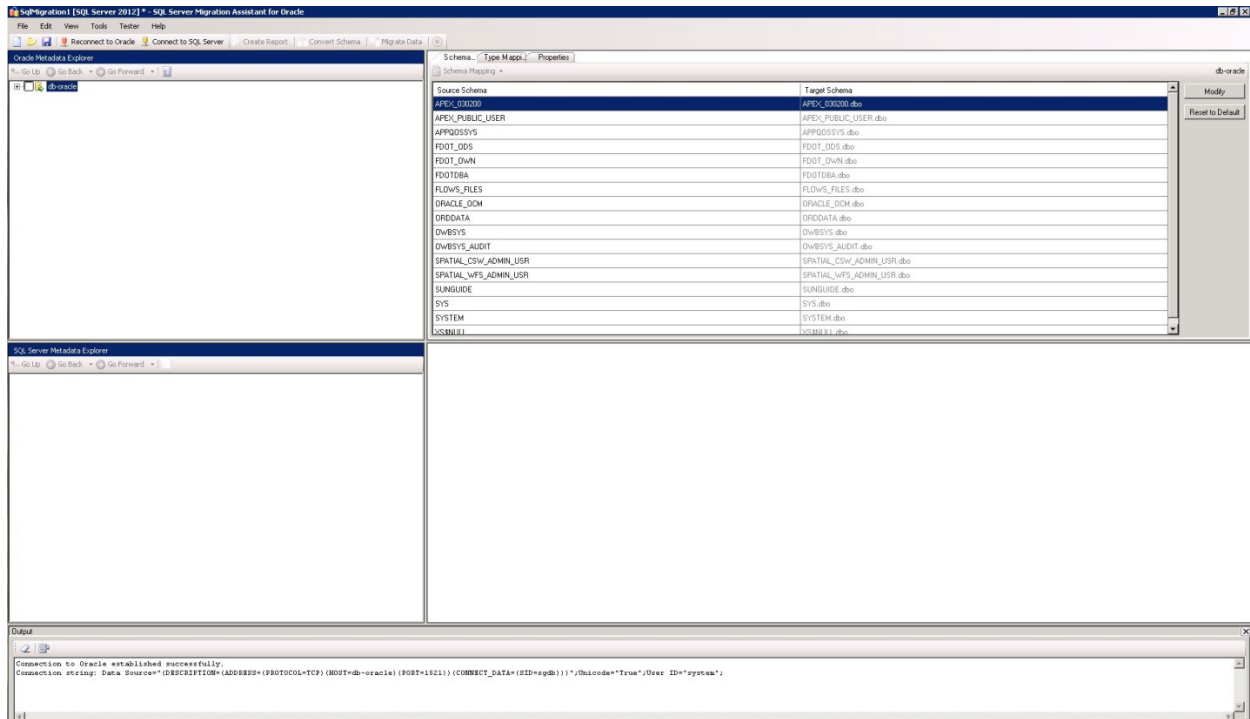 SqlMigration1 [SQL Server 2012] * - SQL Server Migration Assistant for Oracle
File Edit View Tools Tester Help
Reconnect to Oracle Connect to SQL Server Create Report Convert Schema Migrate Data
Oracle Metadata Explorer
Go Up Go Back Go Forward
db-oracle
Schema... Type Mappi... Properties
Schema Mapping db-oracle
Source Schema Target Schema
Modify
Reset to Default
APEX_030200 APEX_030200.dbo
APEX_PUBLIC_USER APEX_PUBLIC_USER.dbo
APPQOSSYS APPQOSSYS.dbo
FDOT_ODS FDOT_ODS.dbo
FDOT_OWN FDOT_OWN.dbo
FDOTDBA FDOTDBA.dbo
FLOWS_FILES FLOWS_FILES.dbo
ORACLE_OCM ORACLE_OCM.dbo
ORDDATA ORDDATA.dbo
OWBSYS OWBSYS.dbo
OWBSYS_AUDIT OWBSYS_AUDIT.dbo
SPATIAL_CSW_ADMIN_USR SPATIAL_CSW_ADMIN_USR.dbo
SPATIAL_WFS_ADMIN_USR SPATIAL_WFS_ADMIN_USR.dbo
SUNGUIDE SUNGUIDE.dbo
SYS SYS.dbo
SYSTEM SYSTEM.dbo
XS$NULL XS$NULL.dbo
SQL Server Metadata Explorer
Go Up Go Back Go Forward
Output
Connection to Oracle established successfully.
Connection string: Data Source="(DESCRIPTION=(ADDRESS=(PROTOCOL=TCP)(HOST=db-oracle)(PORT=1521))(CONNECT_DATA=(SID=sgdb)))";Unicode="True";User ID="system";